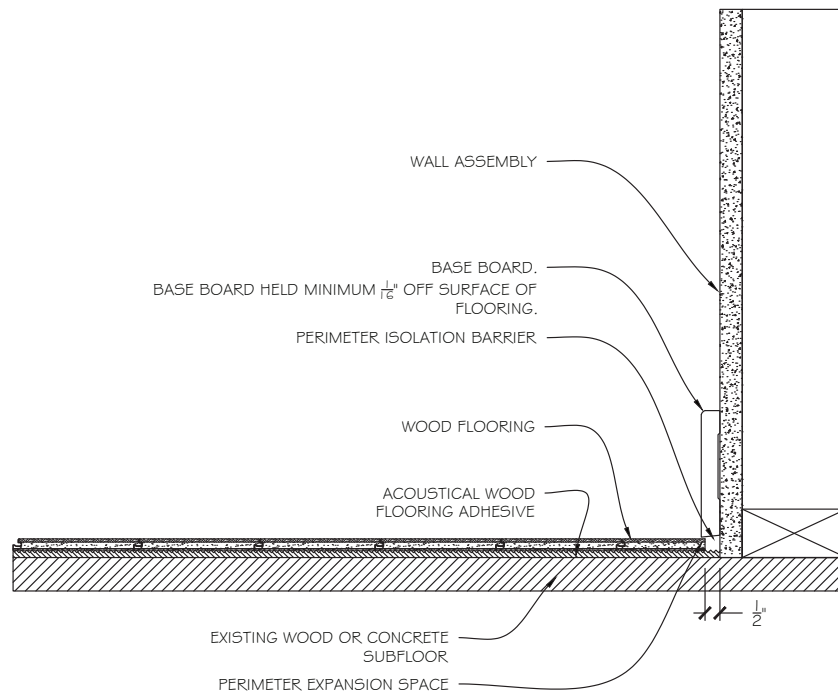 WALL ASSEMBLY
BASE BOARD.
BASE BOARD HELD MINIMUM 1/16" OFF SURFACE OF
FLOORING.
PERIMETER ISOLATION BARRIER
WOOD FLOORING
ACOUSTICAL WOOD
FLOORING ADHESIVE
1/2"
EXISTING WOOD OR CONCRETE
SUBFLOOR
PERIMETER EXPANSION SPACE